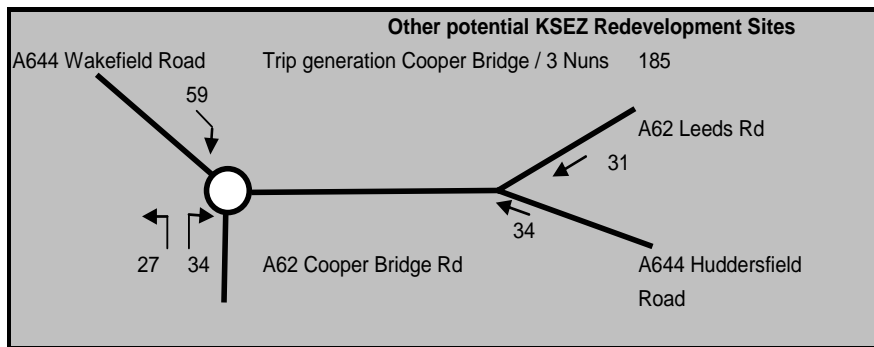 Other potential KSEZ Redevelopment Sites
A644 Wakefield Road Trip generation Cooper Bridge / 3 Nuns 185
59
A62 Leeds Rd
31
34
27 34 A62 Cooper Bridge Rd A644 Huddersfield
Road